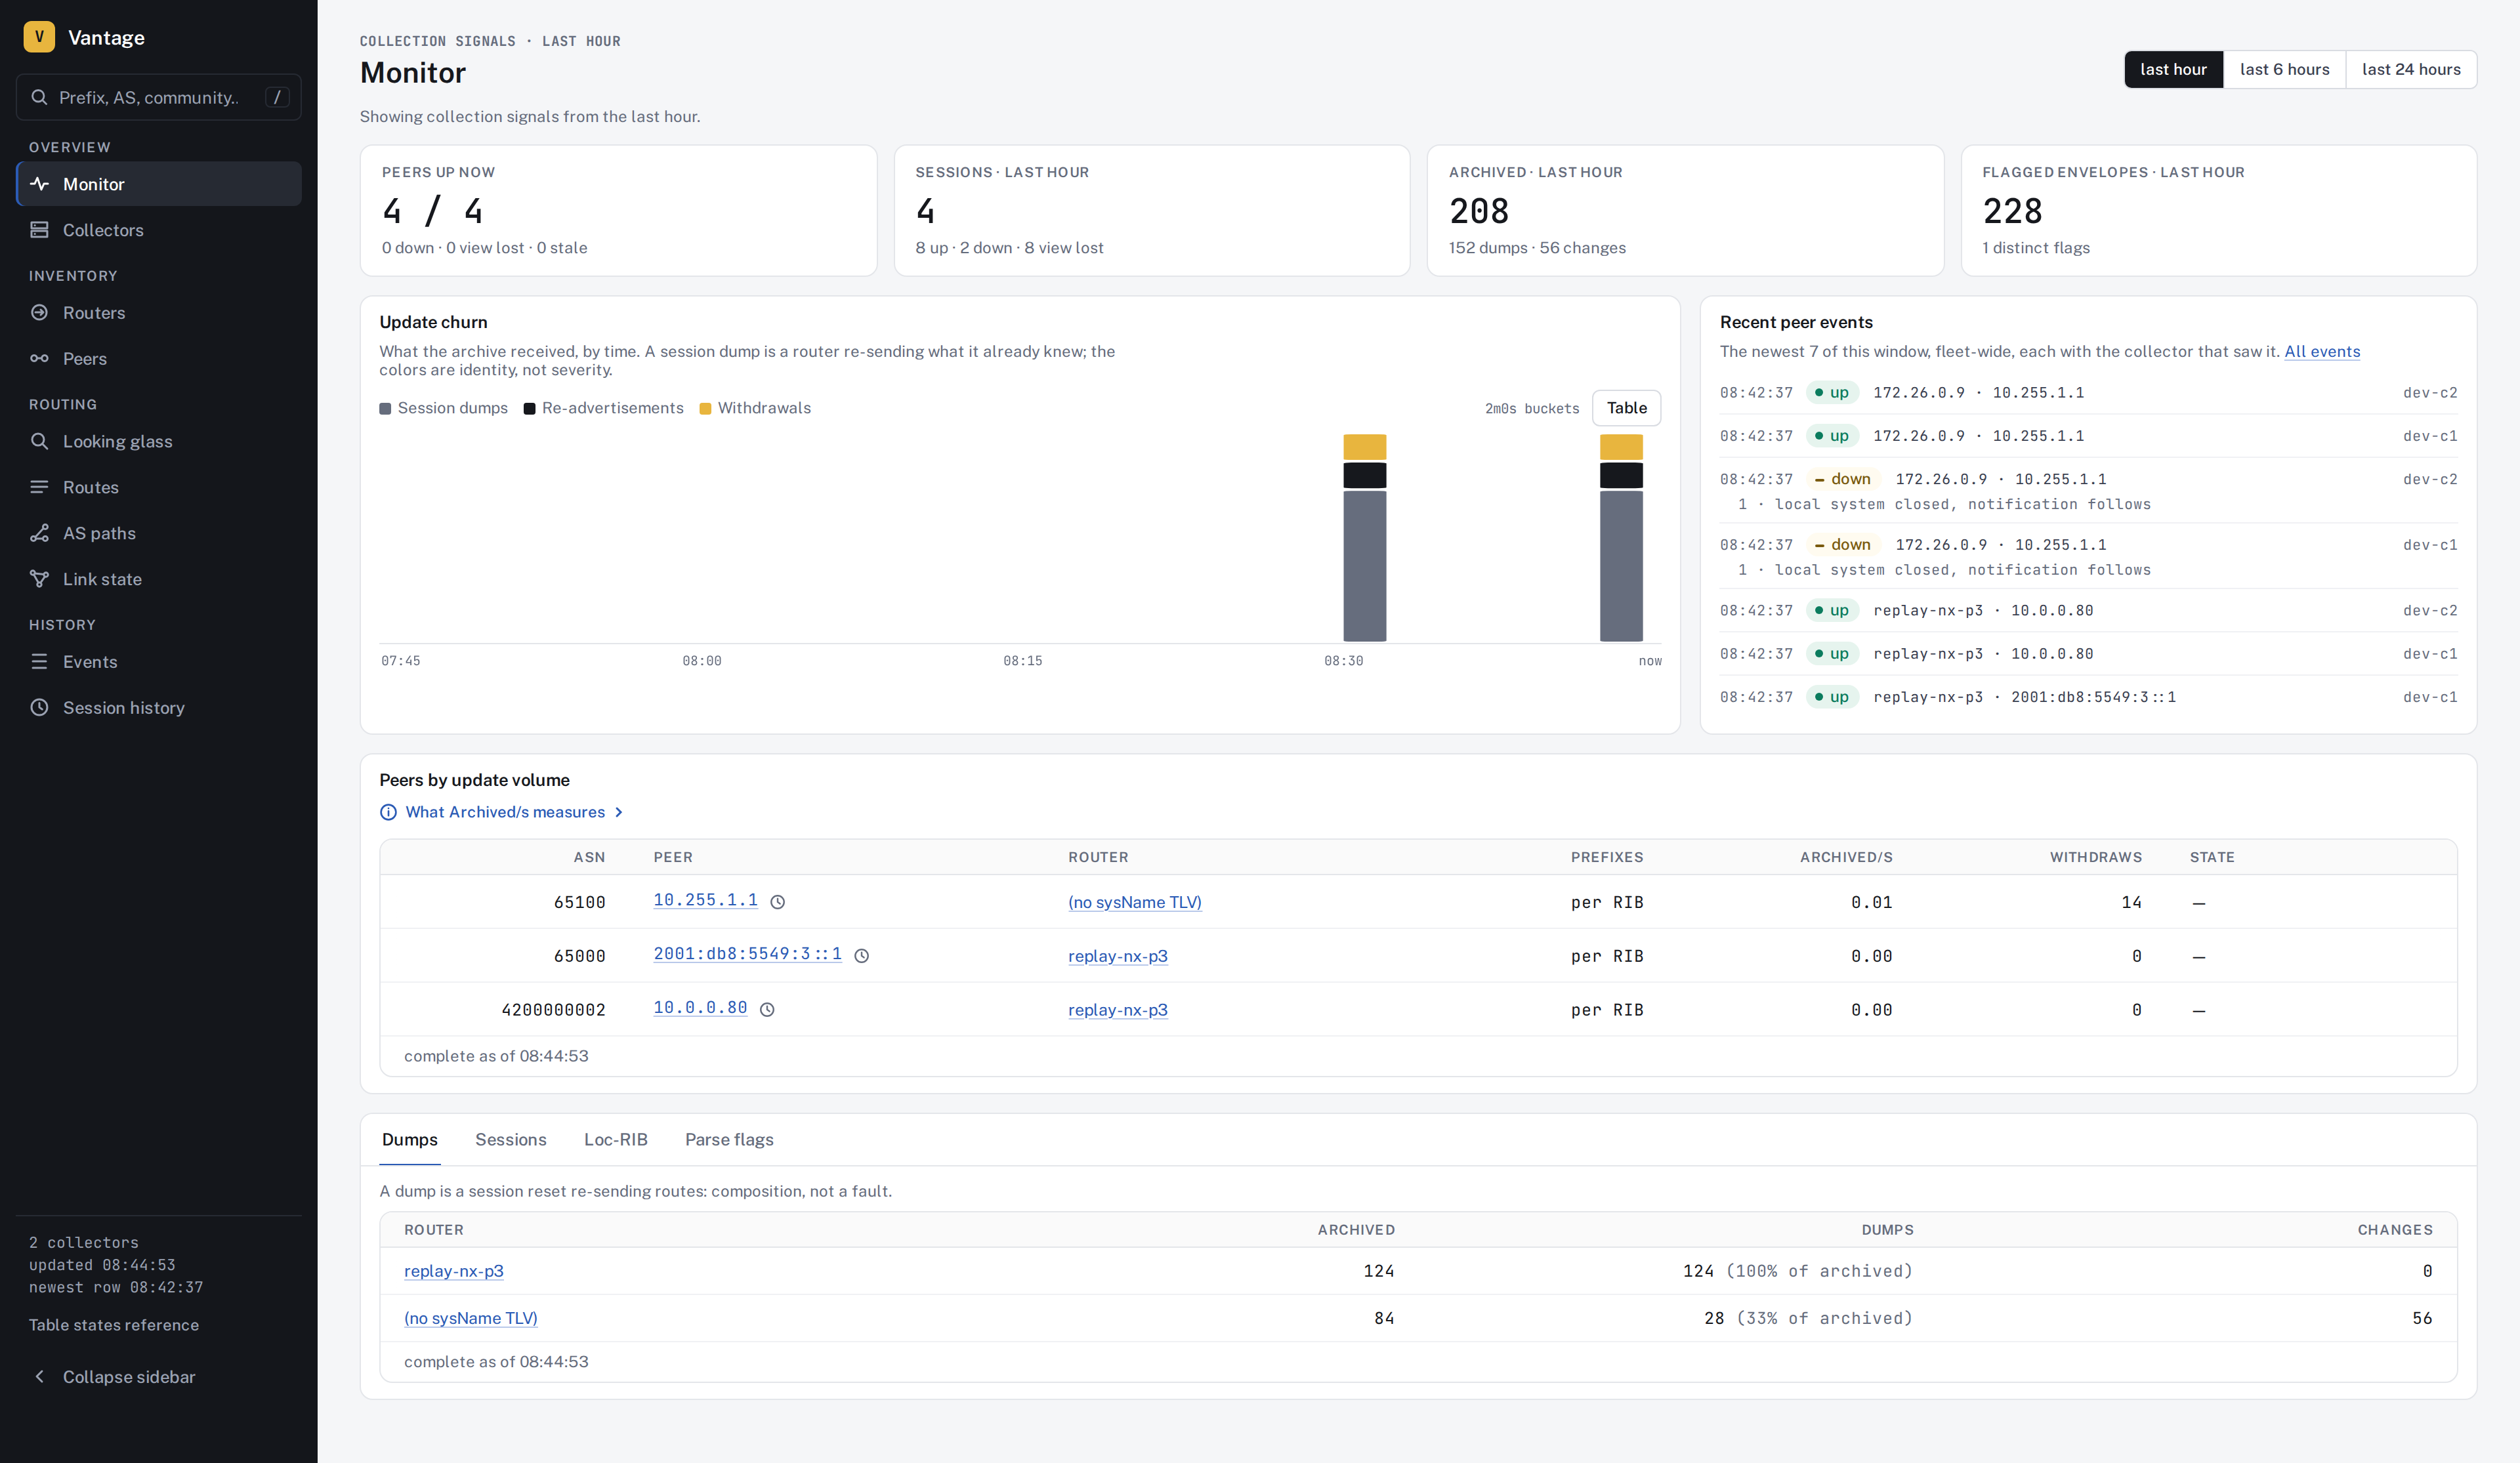 V Vantage
Prefix, AS, community.. /
OVERVIEW
Monitor
Collectors
INVENTORY
Routers
Peers
ROUTING
Looking glass
Routes
AS paths
Link state
HISTORY
Events
Session history
2 collectors
updated 08:44:53
newest row 08:42:37
Table states reference
Collapse sidebar
COLLECTION SIGNALS · LAST HOUR
Monitor
last hour last 6 hours last 24 hours
Showing collection signals from the last hour.
PEERS UP NOW
4 / 4
0 down · 0 view lost · 0 stale
SESSIONS · LAST HOUR
4
8 up · 2 down · 8 view lost
ARCHIVED · LAST HOUR
208
152 dumps · 56 changes
FLAGGED ENVELOPES · LAST HOUR
228
1 distinct flags
Update churn
What the archive received, by time. A session dump is a router re-sending what it already knew; the
colors are identity, not severity.
Session dumps Re-advertisements Withdrawals 2m0s buckets Table
07:45 08:00 08:15 08:30 now
Recent peer events
The newest 7 of this window, fleet-wide, each with the collector that saw it. All events
08:42:37 up 172.26.0.9 · 10.255.1.1 dev-c2
08:42:37 up 172.26.0.9 · 10.255.1.1 dev-c1
08:42:37 down 172.26.0.9 · 10.255.1.1 dev-c2
1 · local system closed, notification follows
08:42:37 down 172.26.0.9 · 10.255.1.1 dev-c1
1 · local system closed, notification follows
08:42:37 up replay-nx-p3 · 10.0.0.80 dev-c2
08:42:37 up replay-nx-p3 · 10.0.0.80 dev-c1
08:42:37 up replay-nx-p3 · 2001:db8:5549:3::1 dev-c1
Peers by update volume
What Archived/s measures
ASN PEER ROUTER PREFIXES ARCHIVED/S WITHDRAWS STATE
65100 10.255.1.1 (no sysName TLV) per RIB 0.01 14 —
65000 2001:db8:5549:3::1 replay-nx-p3 per RIB 0.00 0 —
4200000002 10.0.0.80 replay-nx-p3 per RIB 0.00 0 —
complete as of 08:44:53
Dumps Sessions Loc-RIB Parse flags
A dump is a session reset re-sending routes: composition, not a fault.
ROUTER ARCHIVED DUMPS CHANGES
replay-nx-p3 124 124 (100% of archived) 0
(no sysName TLV) 84 28 (33% of archived) 56
complete as of 08:44:53